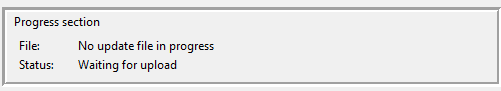 Progress section
File: No update file in progress
Status: Waiting for upload